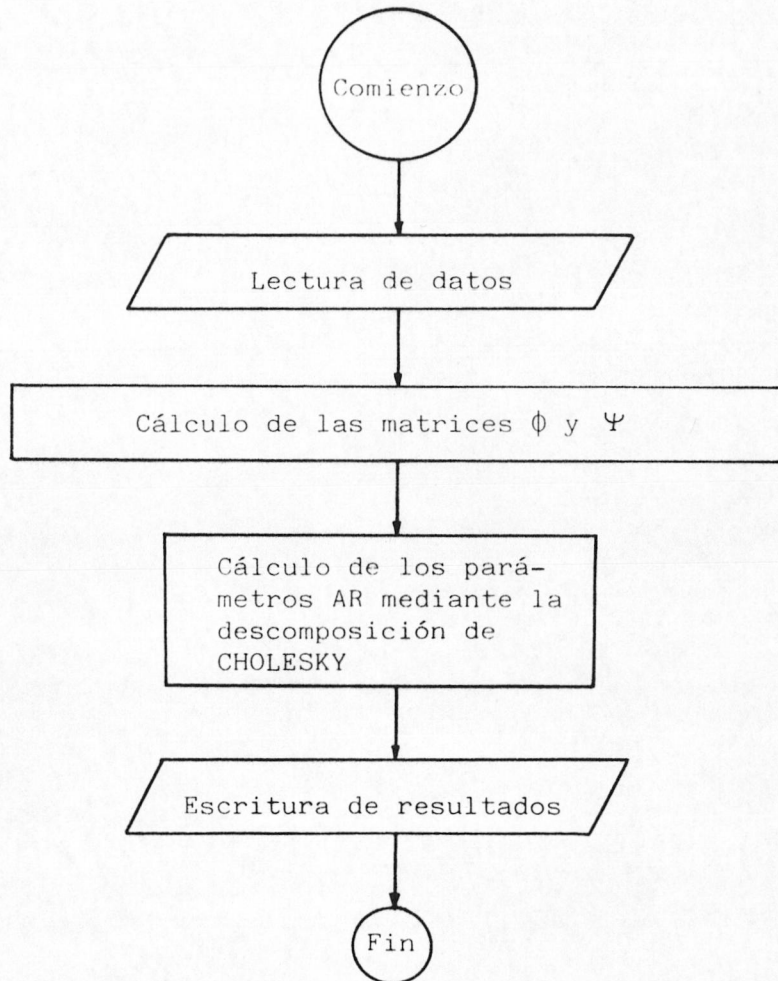 Comienzo
Lectura de datos
Cálculo de las matrices ϕ y Ψ
Cálculo de los pará-
metros AR mediante la
descomposición de
CHOLESKY
Escritura de resultados
Fin